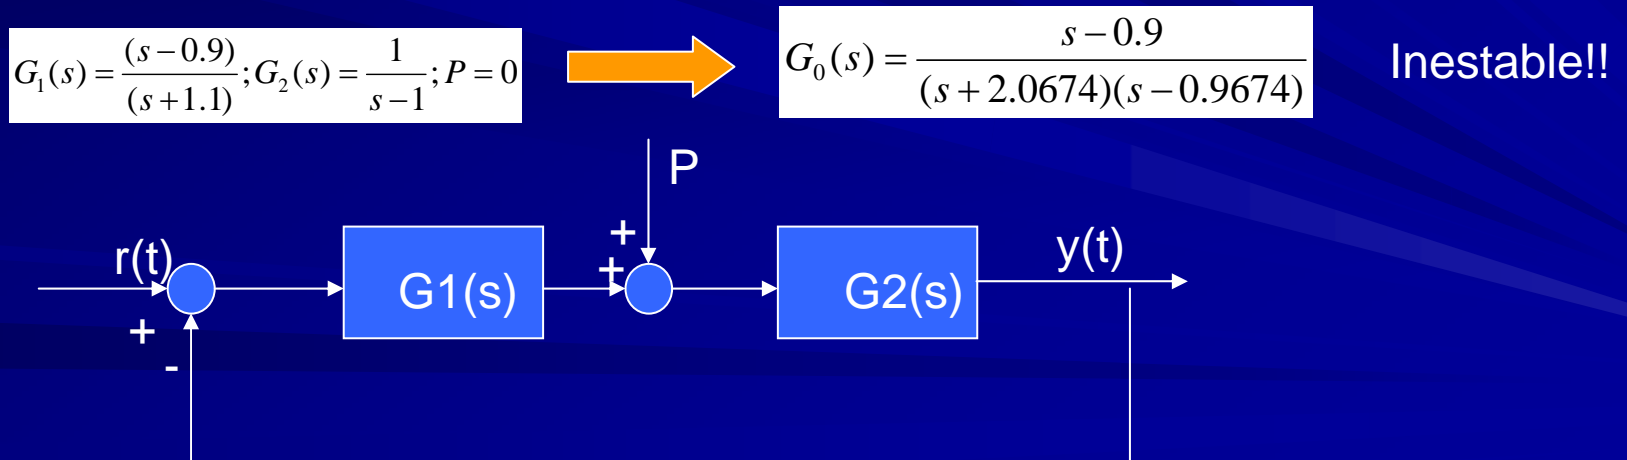 G₁(s) = (s − 0.9)/(s + 1.1); G₂(s) = 1/(s − 1); P = 0
G₀(s) = (s − 0.9)/((s + 2.0674)(s − 0.9674))
Inestable!!
P
+
r(t)
+
G1(s)
G2(s)
y(t)
+
-